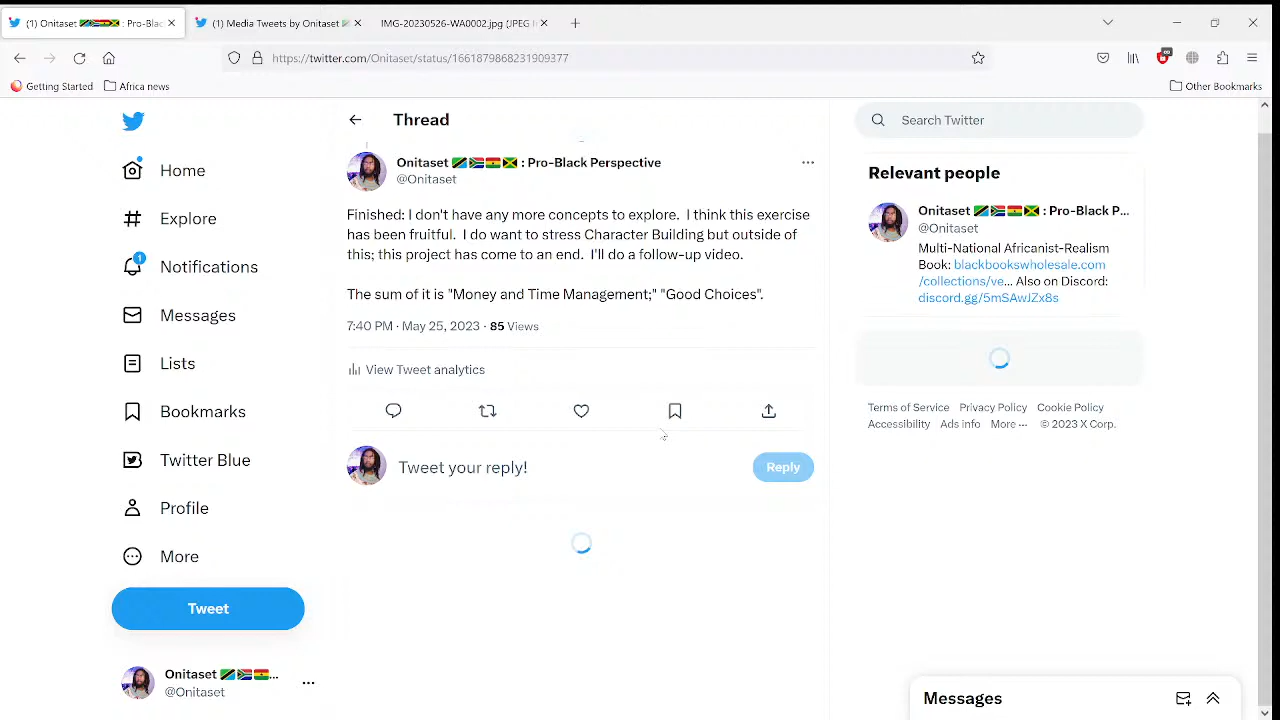 (1) Onitaset : Pro-Blac
(1) Media Tweets by Onitaset
IMG-20230526-WA0002.jpg (JPEG I
https://twitter.com/Onitaset/status/1661879868231909377
Getting Started
Africa news
Other Bookmarks
Thread
Search Twitter
Home
Explore
1
Notifications
Messages
Lists
Bookmarks
Twitter Blue
Profile
More
Tweet
Onitaset ...
@Onitaset
Onitaset : Pro-Black Perspective
@Onitaset
Finished: I don't have any more concepts to explore. I think this exercise
has been fruitful. I do want to stress Character Building but outside of
this; this project has come to an end. I'll do a follow-up video.
The sum of it is "Money and Time Management;" "Good Choices".
7:40 PM · May 25, 2023 · 85 Views
View Tweet analytics
Tweet your reply!
Reply
Relevant people
Onitaset : Pro-Black P...
@Onitaset
Multi-National Africanist-Realism
Book: blackbookswholesale.com
/collections/ve... Also on Discord:
discord.gg/5mSAwJZx8s
Terms of Service Privacy Policy Cookie Policy
Accessibility Ads info More ··· © 2023 X Corp.
Messages